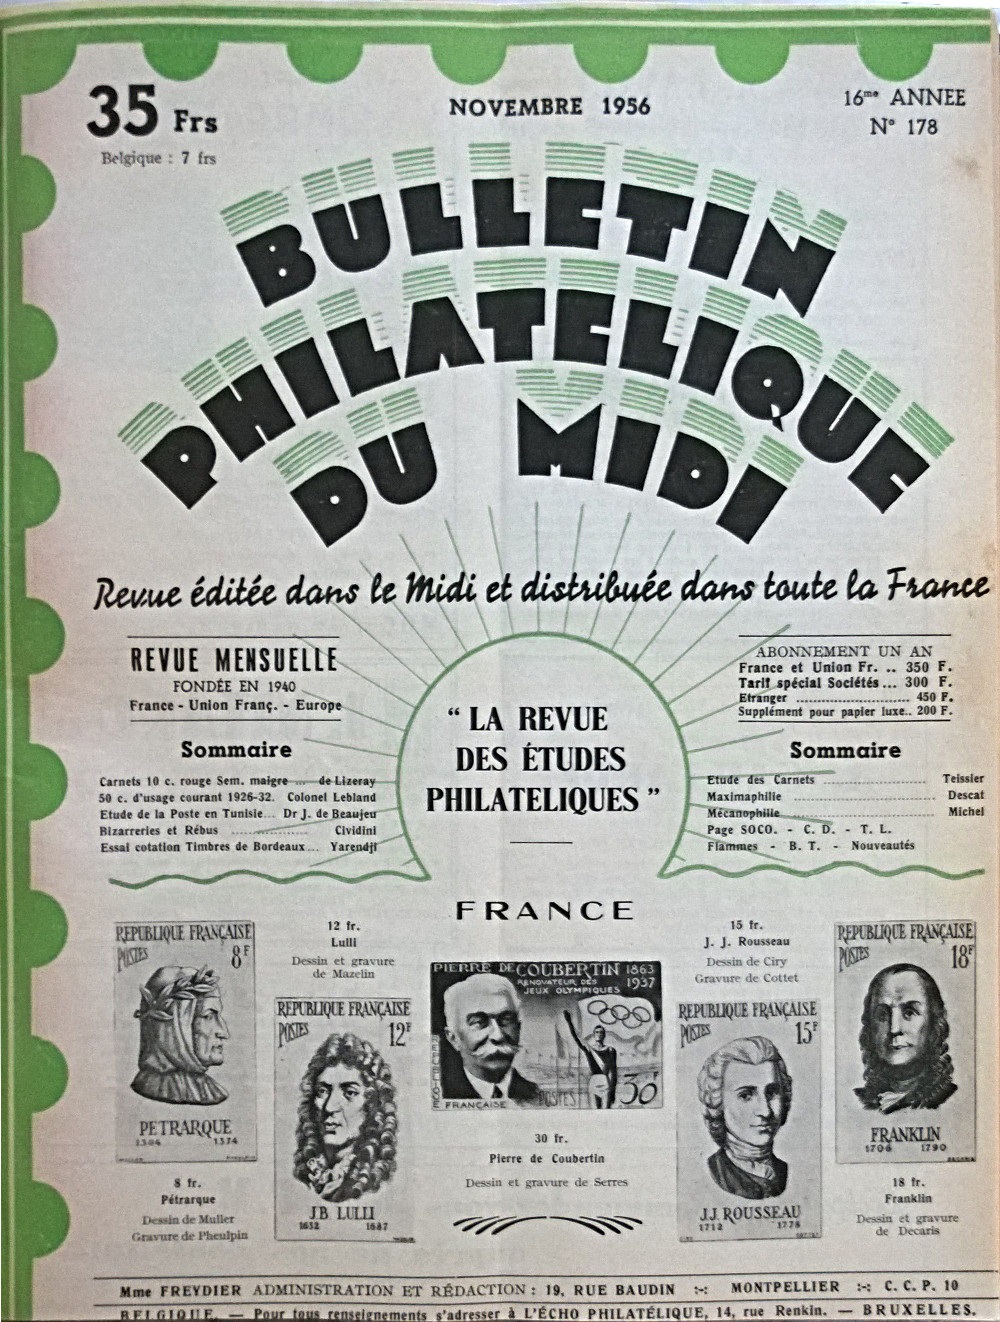 35 Frs
Belgique : 7 frs
NOVEMBRE 1956
16me ANNEE
N° 178
BULLETIN
PHILATELIQUE
DU MIDI
Revue éditée dans le Midi et distribuée dans toute la France
REVUE MENSUELLE
FONDÉE EN 1940
France - Union Franç. - Europe
Sommaire
Carnets 10 c. rouge Sem. maigre ... de Lizeray
50 c. d'usage courant 1926-32. Colonel Lebland
Etude de la Poste en Tunisie... Dr J. de Beaujeu
Bizarreries et Rébus .................. Cividini
Essai cotation Timbres de Bordeaux ... Yarendji
“ LA REVUE
DES ÉTUDES
PHILATELIQUES ”
ABONNEMENT UN AN
France et Union Fr. .. 350 F.
Tarif spécial Sociétés ... 300 F.
Etranger ............................ 450 F.
Supplément pour papier luxe.. 200 F.
Sommaire
Etude des Carnets ........................ Teissier
Maximaphilie ................................ Descat
Mécanophilie ................................ Michel
Page SOCO. - C. D. - T. L.
Flammes - B. T. - Nouveautés
FRANCE
REPUBLIQUE FRANÇAISE
POSTES 8F
PETRARQUE
1304 1374
8 fr.
Pétrarque
Dessin de Muller
Gravure de Pheulpin
12 fr.
Lulli
Dessin et gravure
de Mazelin
REPUBLIQUE FRANÇAISE
POSTES 12F
J.B. LULLI
1632 1687
PIERRE DE COUBERTIN 1863
1937
RENOVATEUR DES
JEUX OLYMPIQUES
REPUBLIQUE
FRANÇAISE
POSTES
30F
30 fr.
Pierre de Coubertin
Dessin et gravure de Serres
15 fr.
J. J. Rousseau
Dessin de Ciry
Gravure de Cottet
REPUBLIQUE FRANÇAISE
POSTES 15F
J.J. ROUSSEAU
1712 1778
REPUBLIQUE FRANÇAISE
POSTES 18F
FRANKLIN
1706 1790
DECARIS
18 fr.
Franklin
Dessin et gravure
de Decaris
Mme FREYDIER ADMINISTRATION ET RÉDACTION : 19, RUE BAUDIN :-: MONTPELLIER :-: C. C. P. 10
BELGIQUE. — Pour tous renseignements s'adresser à L'ÉCHO PHILATÉLIQUE, 14, rue Renkin. — BRUXELLES.